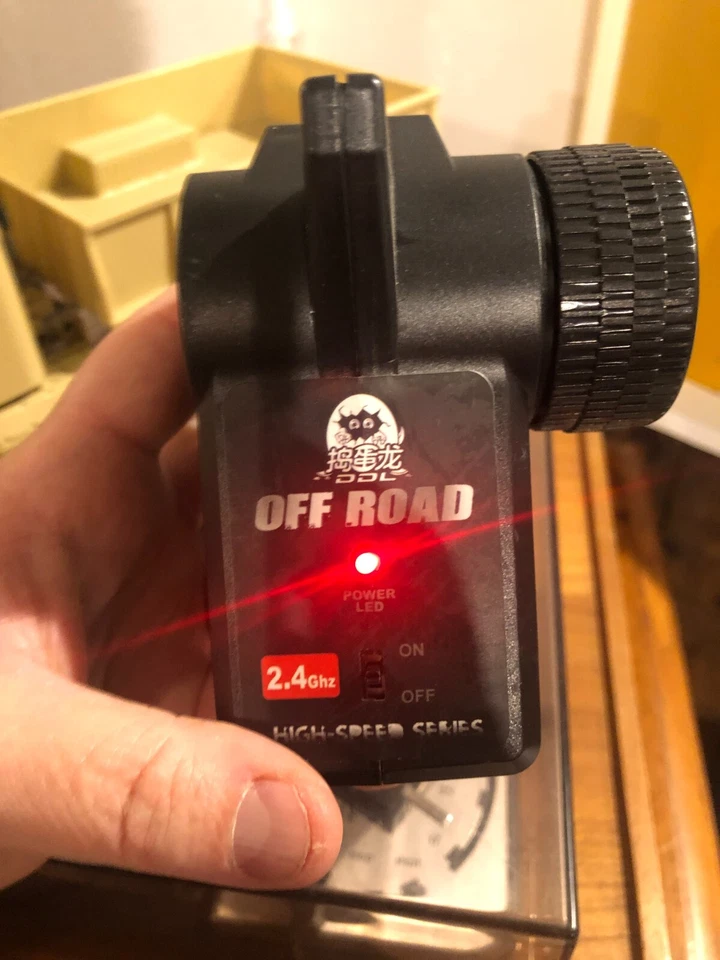 捣蛋龙
DDL
OFF ROAD
POWER
LED
ON
2.4Ghz
OFF
HIGH-SPEED SERIES